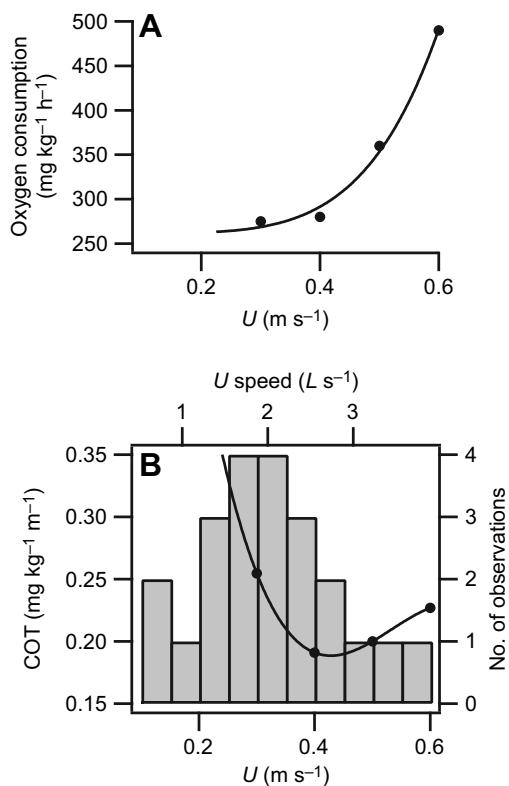 A
500
450
400
350
300
250
Oxygen consumption
(mg kg⁻¹ h⁻¹)
0.2 0.4 0.6
U (m s⁻¹)
U speed (L s⁻¹)
1 2 3
B
0.35
0.30
0.25
0.20
0.15
COT (mg kg⁻¹ m⁻¹)
4
3
2
1
0
No. of observations
0.2 0.4 0.6
U (m s⁻¹)